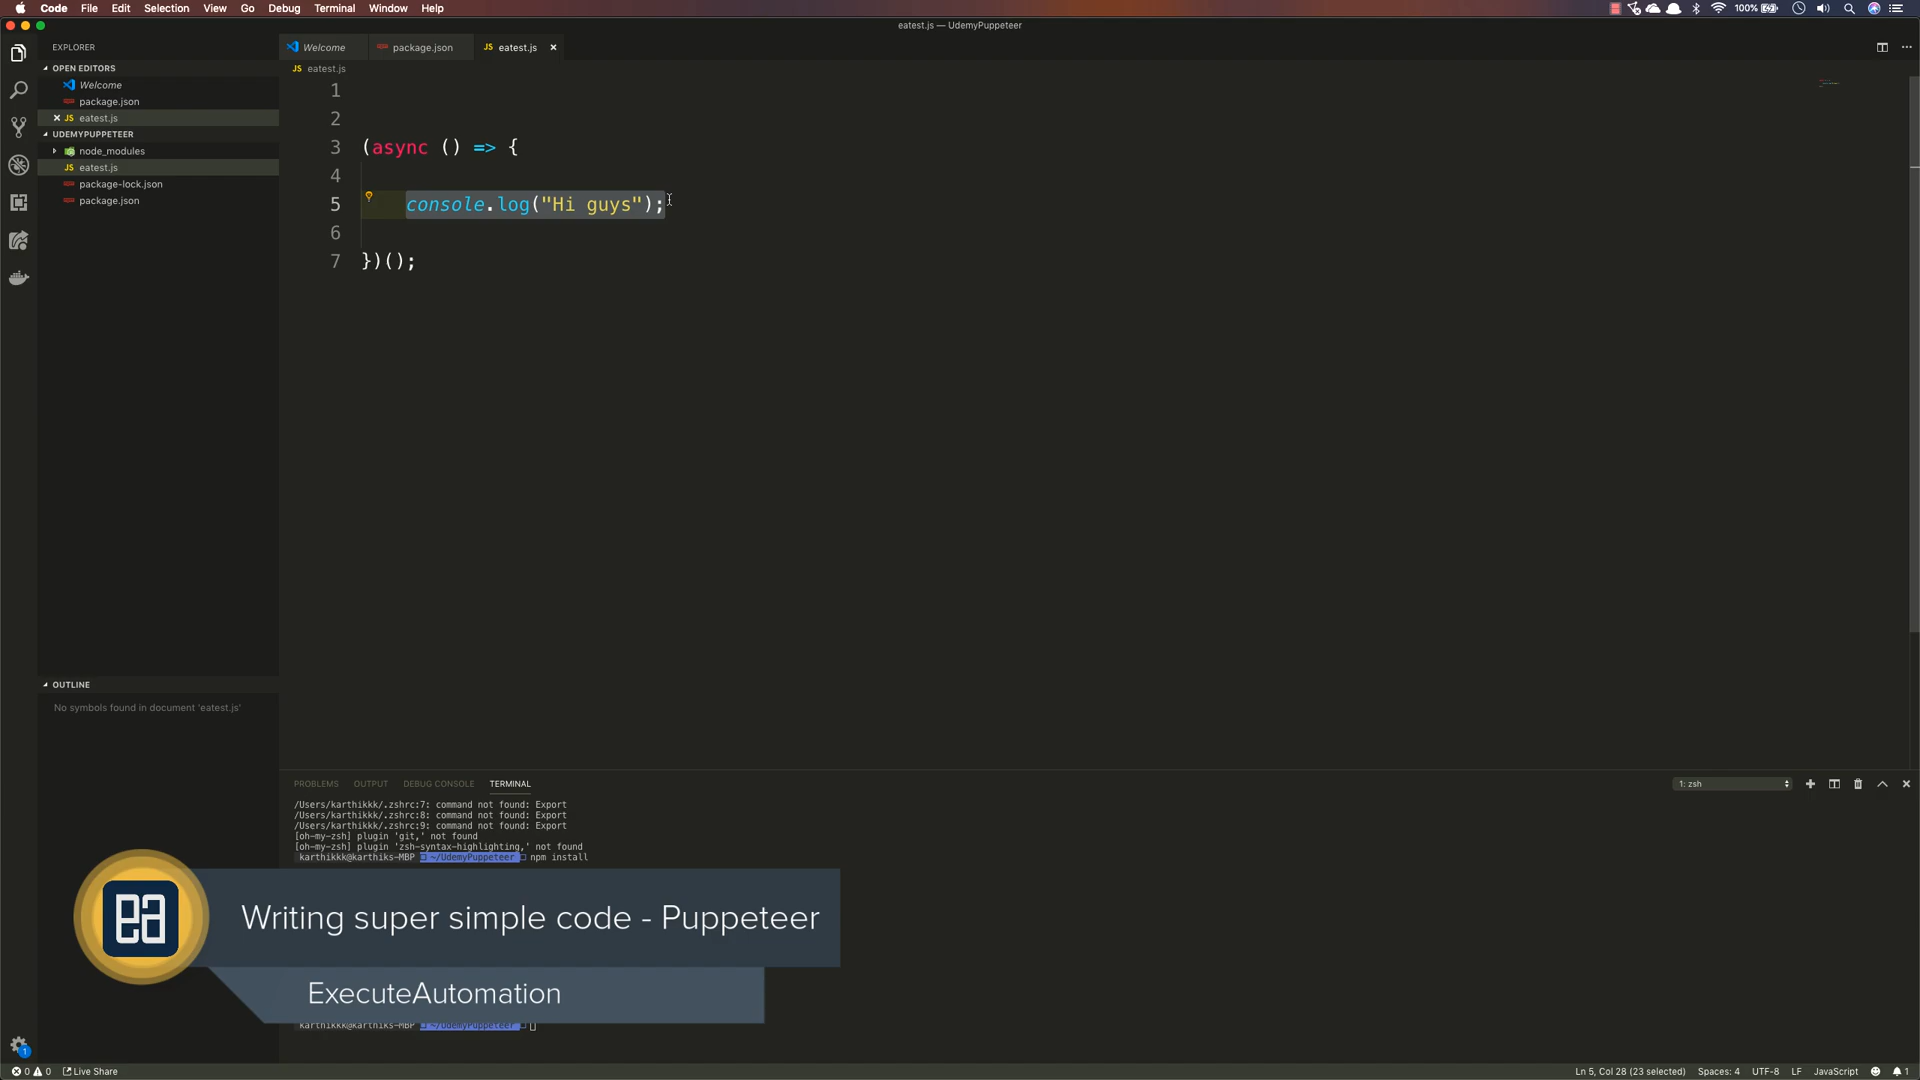 Code File Edit Selection View Go Debug Terminal Window Help
100%
eatest.js — UdemyPuppeteer
EXPLORER
OPEN EDITORS
Welcome
package.json
eatest.js
UDEMYPUPPETEER
node_modules
eatest.js
package-lock.json
package.json
OUTLINE
No symbols found in document 'eatest.js'
Welcome package.json eatest.js
eatest.js
1
2
3 (async () => {
4
5 console.log("Hi guys");
6
7 })();
PROBLEMS OUTPUT DEBUG CONSOLE TERMINAL
1: zsh
/Users/karthikkk/.zshrc:7: command not found: Export
/Users/karthikkk/.zshrc:8: command not found: Export
/Users/karthikkk/.zshrc:9: command not found: Export
[oh-my-zsh] plugin 'git,' not found
[oh-my-zsh] plugin 'zsh-syntax-highlighting,' not found
karthikkk@karthiks-MBP ~/UdemyPuppeteer npm install
ea
Writing super simple code - Puppeteer
ExecuteAutomation
karthikkk@karthiks-MBP ~/UdemyPuppeteer
1
0 0 Live Share
Ln 5, Col 28 (23 selected) Spaces: 4 UTF-8 LF JavaScript 1